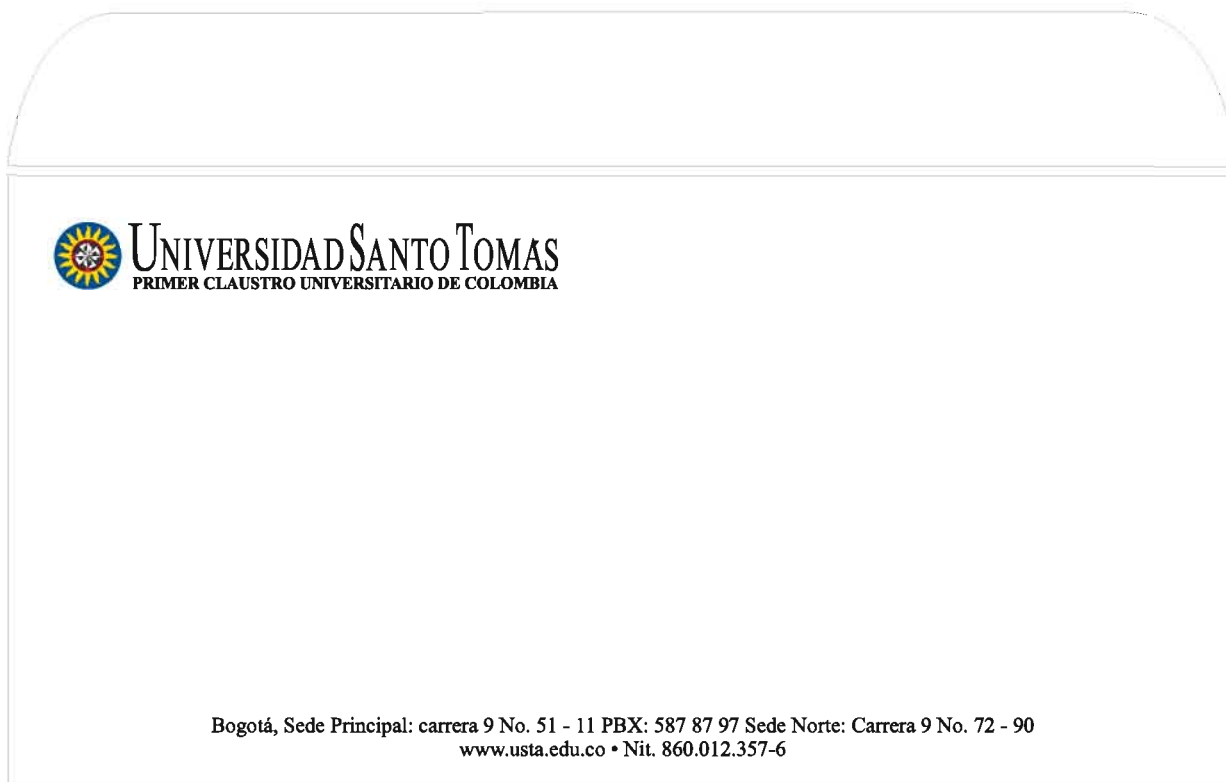 UNIVERSIDAD SANTO TOMÁS
PRIMER CLAUSTRO UNIVERSITARIO DE COLOMBIA
Bogotá, Sede Principal: carrera 9 No. 51 - 11 PBX: 587 87 97 Sede Norte: Carrera 9 No. 72 - 90
www.usta.edu.co • Nit. 860.012.357-6